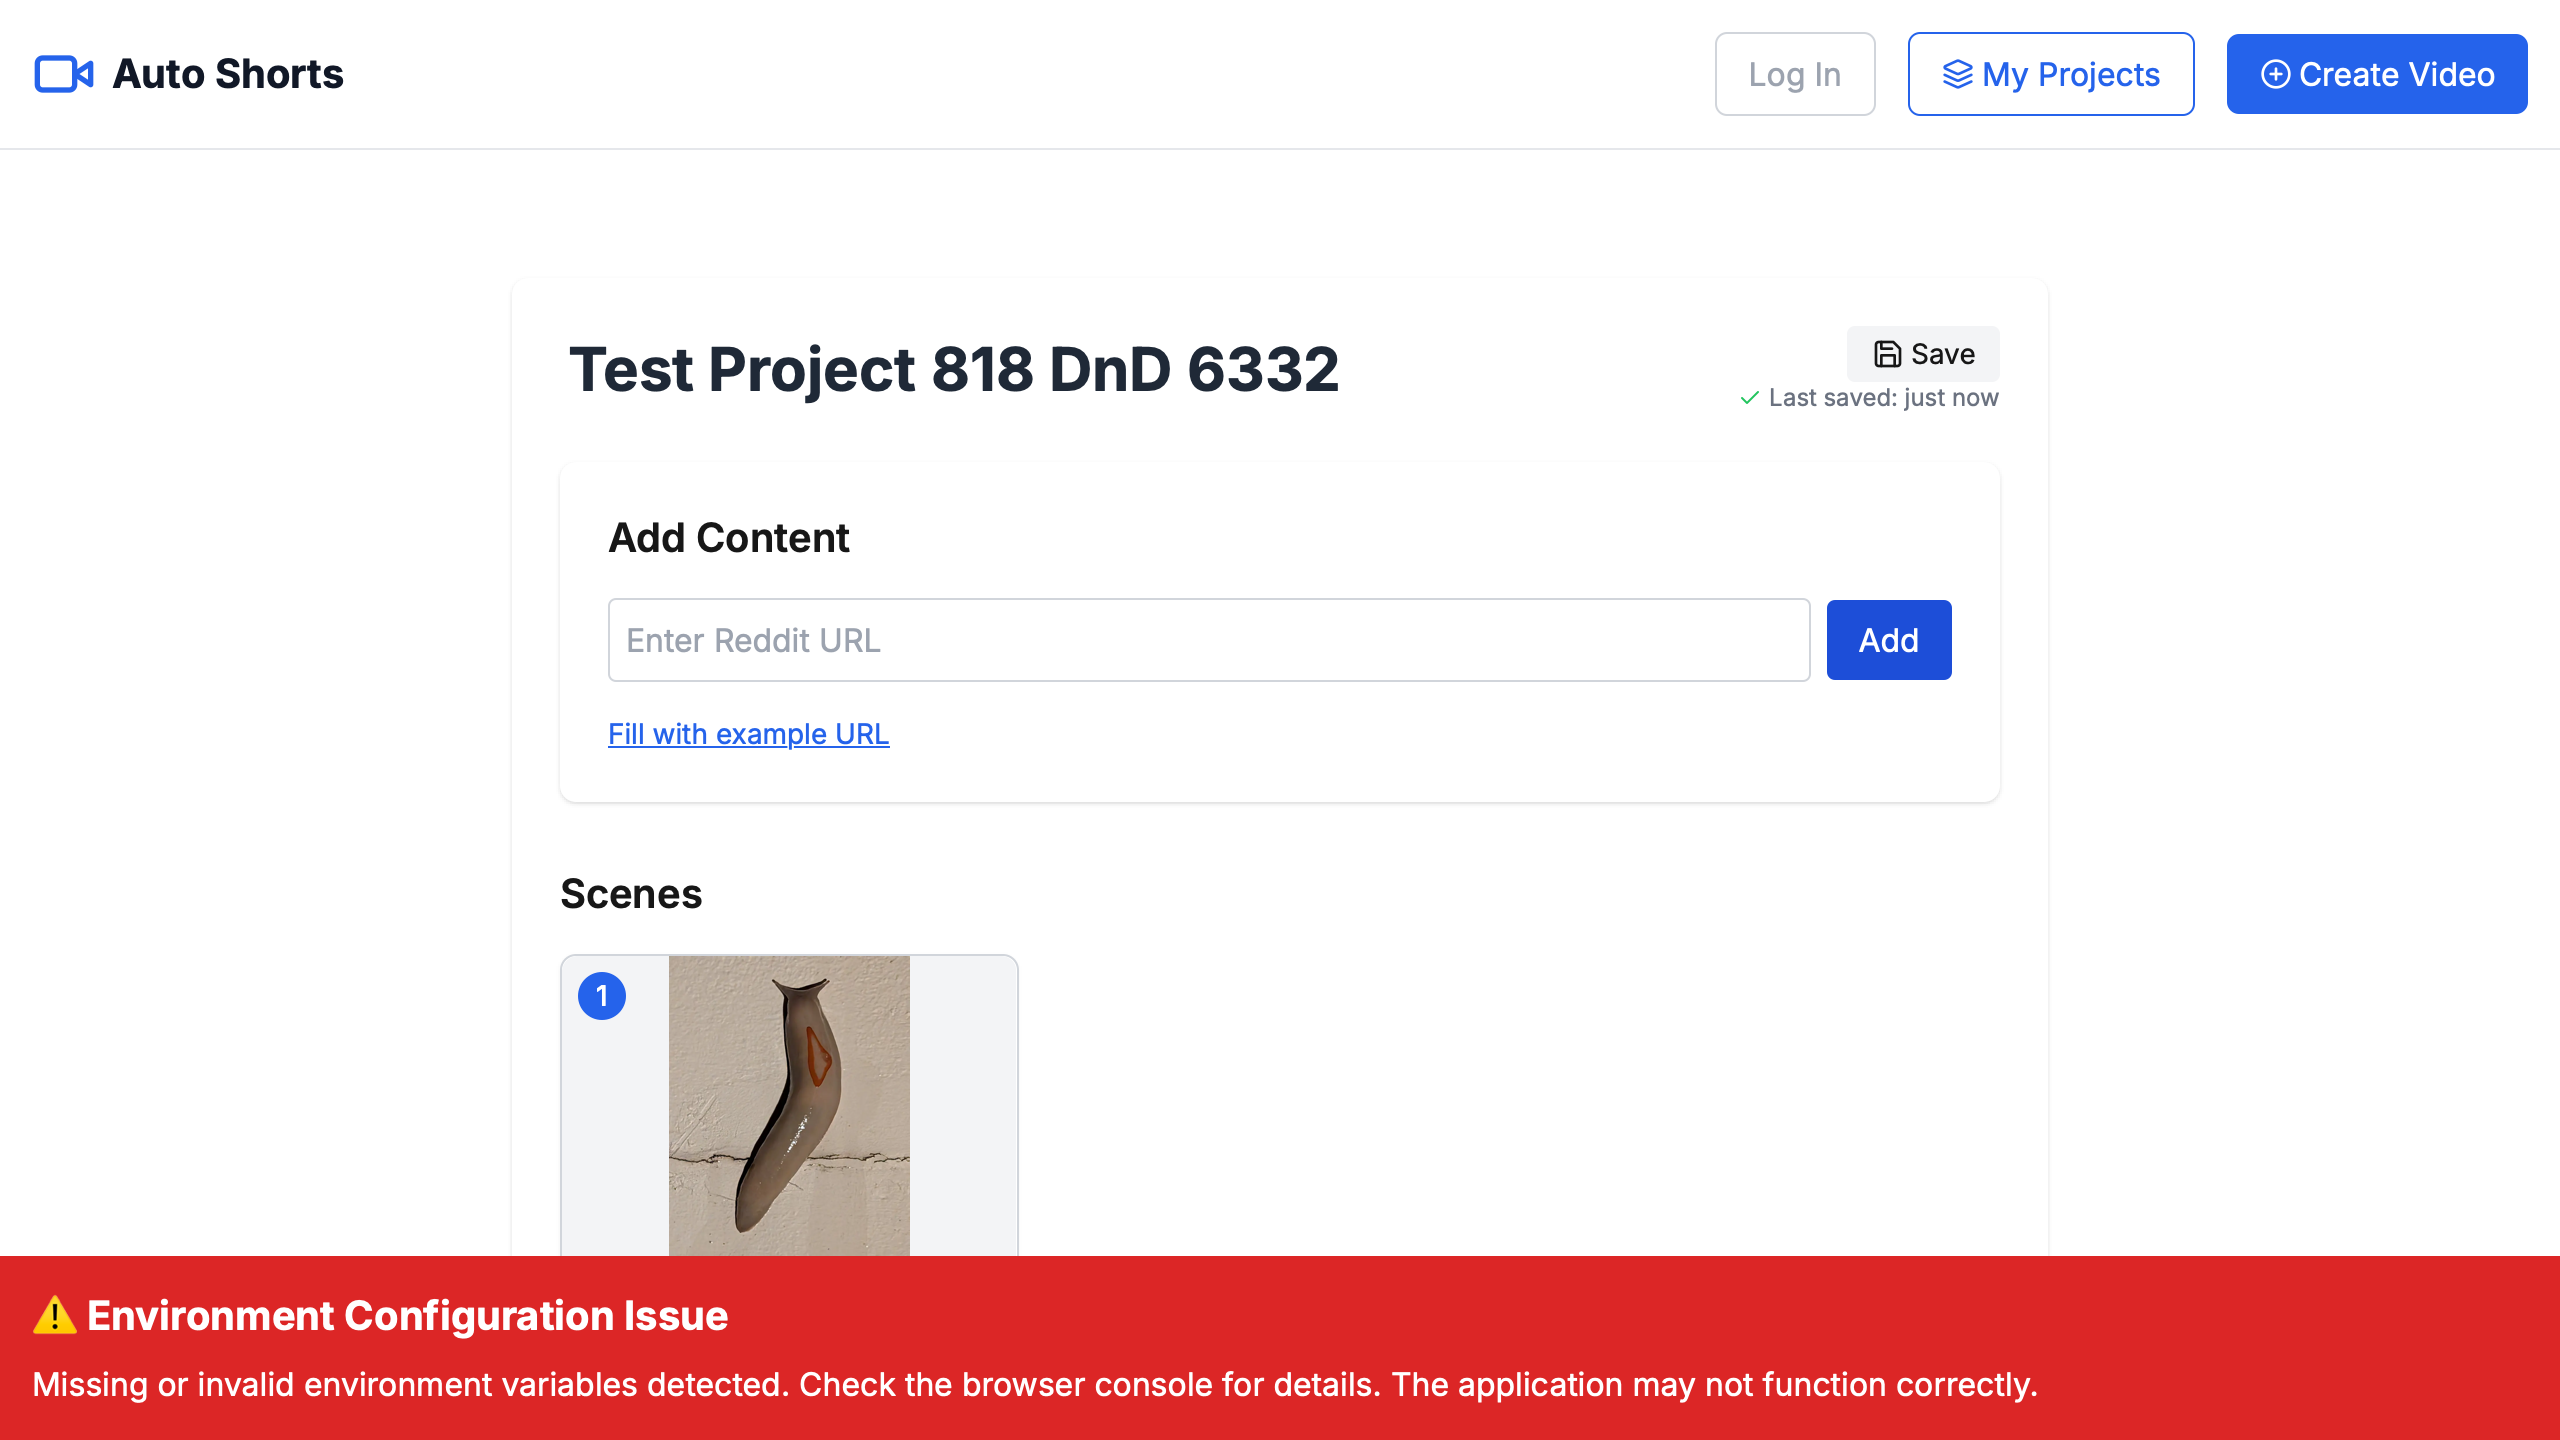 Auto Shorts
Log In
My Projects
Create Video
Test Project 818 DnD 6332
Save
Last saved: just now
Add Content
Enter Reddit URL
Add
Fill with example URL
Scenes
1
Environment Configuration Issue
Missing or invalid environment variables detected. Check the browser console for details. The application may not function correctly.